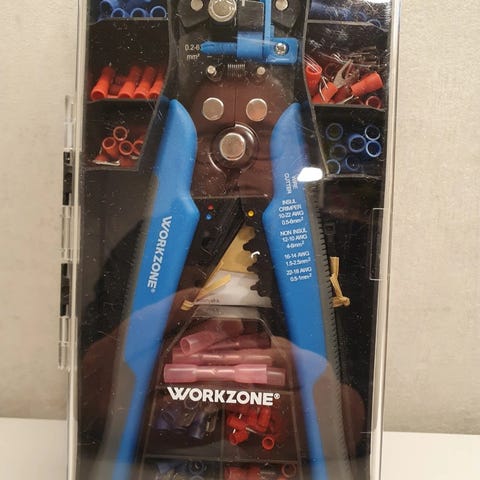 0.2-6
mm²
WIRE
CUTTER
INSUL
CRIMPER
10-22 AWG
0.5-6mm²
NON INSUL
12-10 AWG
4-6mm²
16-14 AWG
1.5-2.5mm²
22-18 AWG
0.5-1mm²
WORKZONE®
WORKZONE®